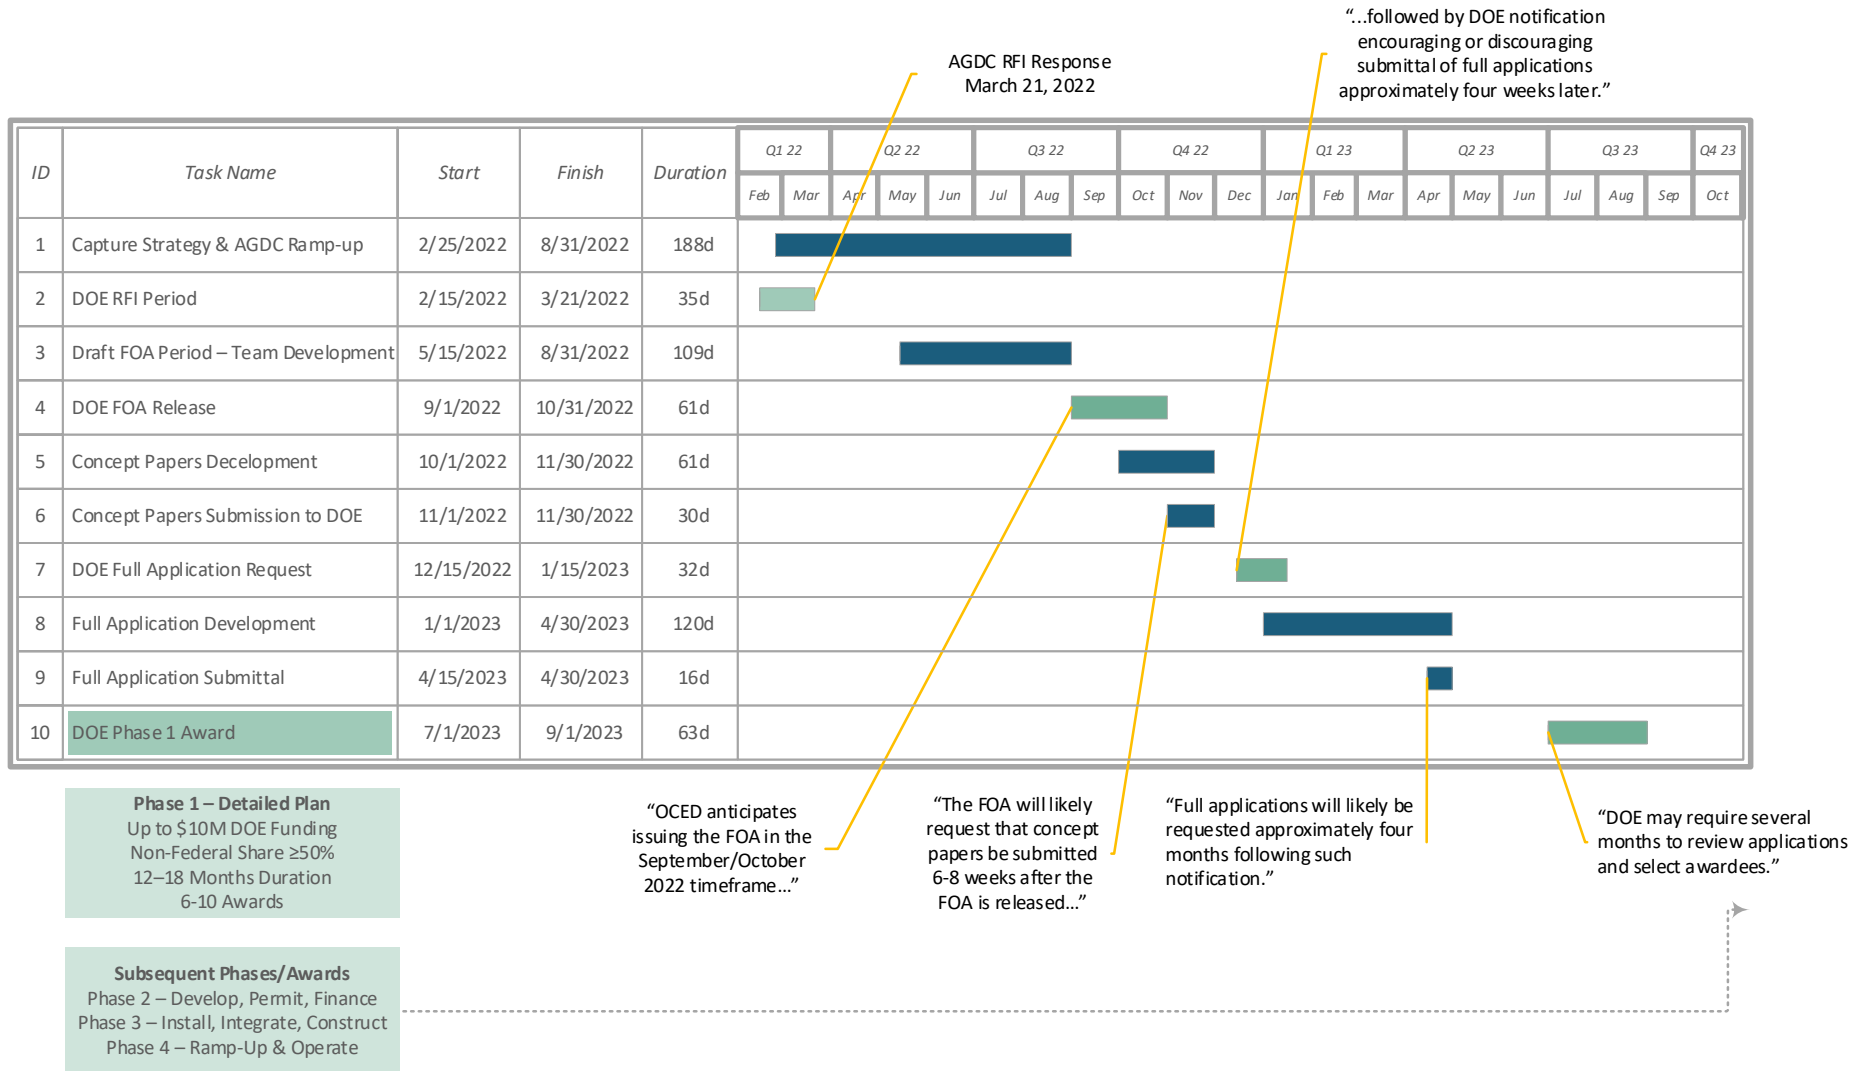 “...followed by DOE notification
encouraging or discouraging
submittal of full applications
approximately four weeks later.”
AGDC RFI Response
March 21, 2022
ID Task Name Start Finish Duration Q1 22 Q2 22 Q3 22 Q4 22 Q1 23 Q2 23 Q3 23 Q4 23
Feb Mar Apr May Jun Jul Aug Sep Oct Nov Dec Jan Feb Mar Apr May Jun Jul Aug Sep Oct
1 Capture Strategy & AGDC Ramp-up 2/25/2022 8/31/2022 188d
2 DOE RFI Period 2/15/2022 3/21/2022 35d
3 Draft FOA Period – Team Development 5/15/2022 8/31/2022 109d
4 DOE FOA Release 9/1/2022 10/31/2022 61d
5 Concept Papers Decelopment 10/1/2022 11/30/2022 61d
6 Concept Papers Submission to DOE 11/1/2022 11/30/2022 30d
7 DOE Full Application Request 12/15/2022 1/15/2023 32d
8 Full Application Development 1/1/2023 4/30/2023 120d
9 Full Application Submittal 4/15/2023 4/30/2023 16d
10 DOE Phase 1 Award 7/1/2023 9/1/2023 63d
Phase 1 – Detailed Plan
Up to $10M DOE Funding
Non-Federal Share ≥50%
12–18 Months Duration
6-10 Awards
“OCED anticipates
issuing the FOA in the
September/October
2022 timeframe...”
“The FOA will likely
request that concept
papers be submitted
6-8 weeks after the
FOA is released...”
“Full applications will likely be
requested approximately four
months following such
notification.”
“DOE may require several
months to review applications
and select awardees.”
Subsequent Phases/Awards
Phase 2 – Develop, Permit, Finance
Phase 3 – Install, Integrate, Construct
Phase 4 – Ramp-Up & Operate